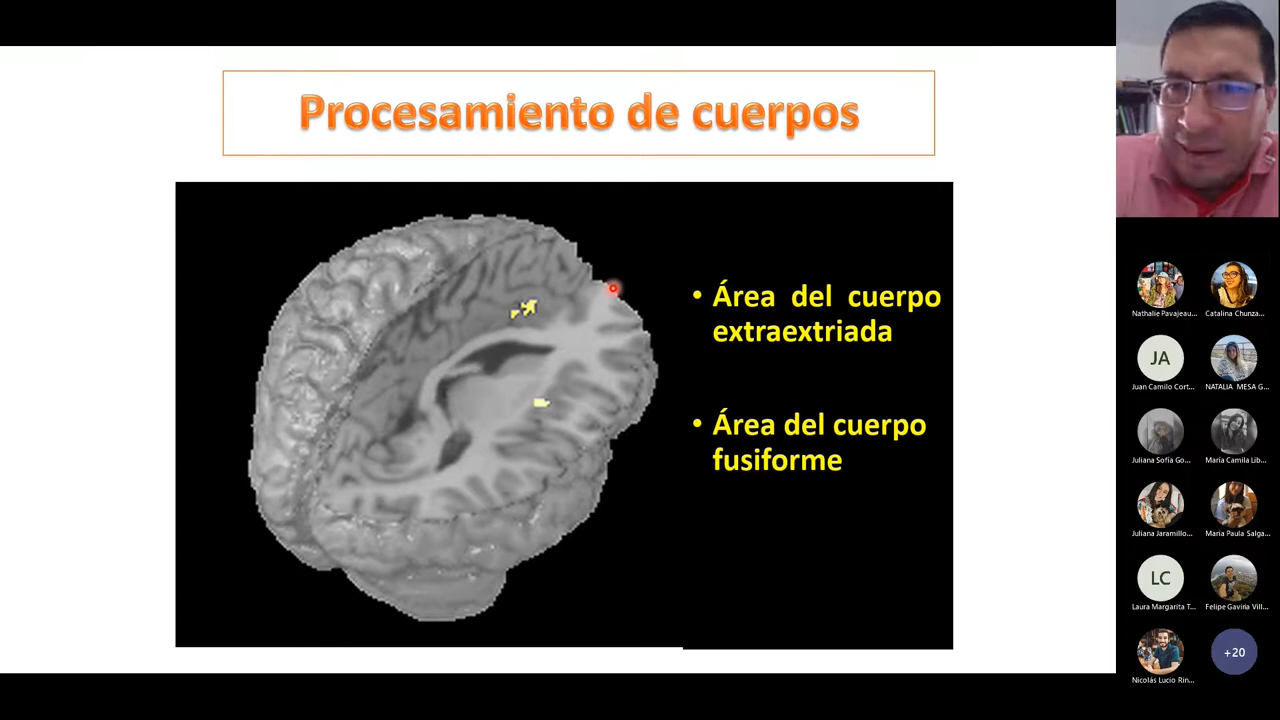 Procesamiento de cuerpos
• Área del cuerpo
extraextriada
• Área del cuerpo
fusiforme
Nathalie Pavajeau...
Catalina Chunza...
JA
Juan Camilo Cort...
NATALIA MESA G...
Juliana Sofía Go...
María Camila Lib...
Juliana Jaramillo...
Maria Paula Salga...
LC
Laura Margarita T...
Felipe Gaviria Vill...
Nicolás Lucio Rin...
+20